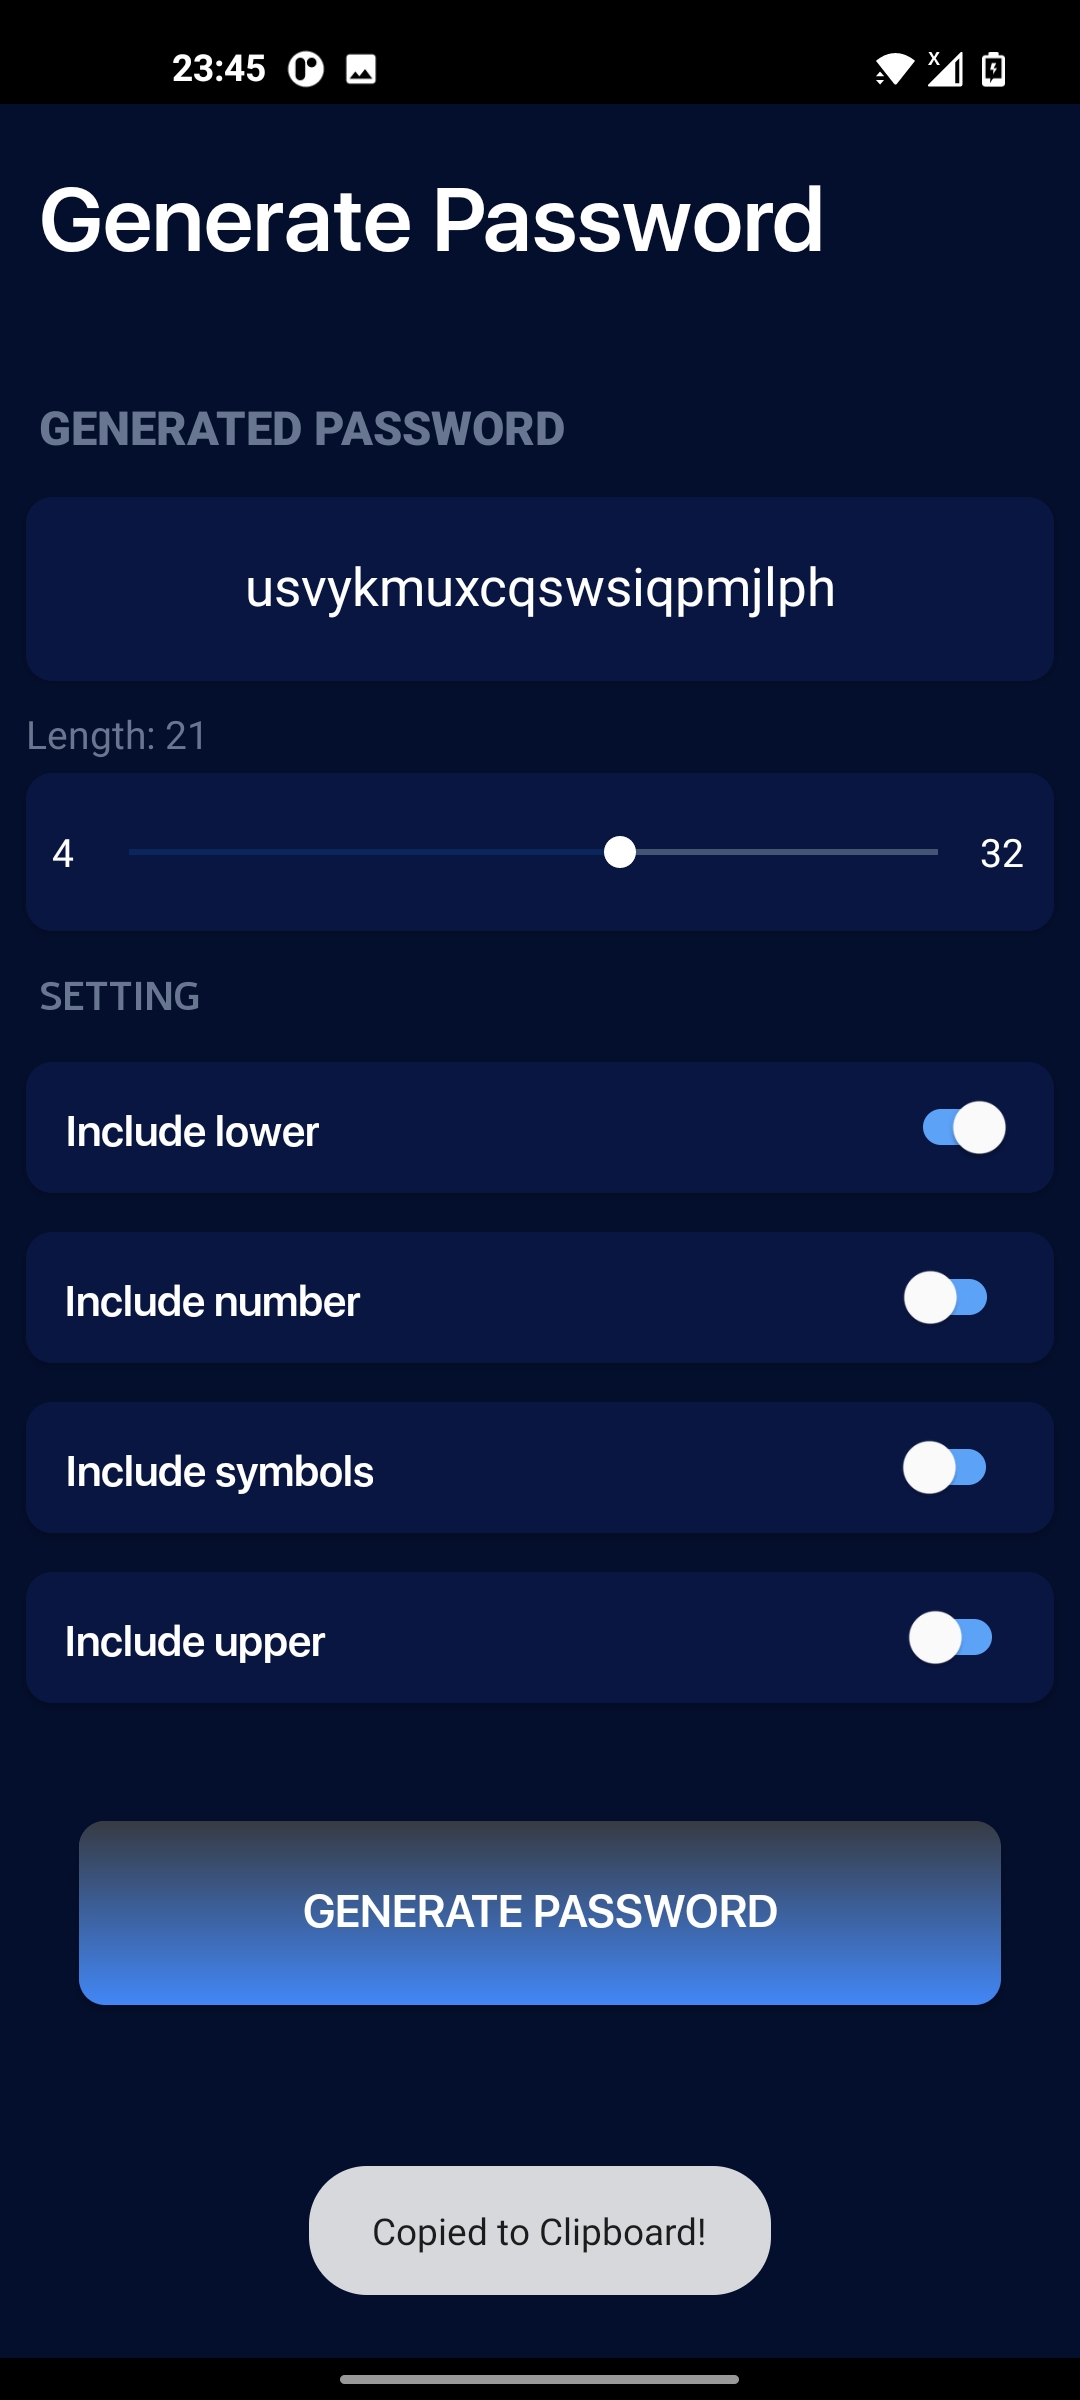 23:45
X
Generate Password
GENERATED PASSWORD
usvykmuxcqswsiqpmjlph
Length: 21
4
32
SETTING
Include lower
Include number
Include symbols
Include upper
GENERATE PASSWORD
Copied to Clipboard!